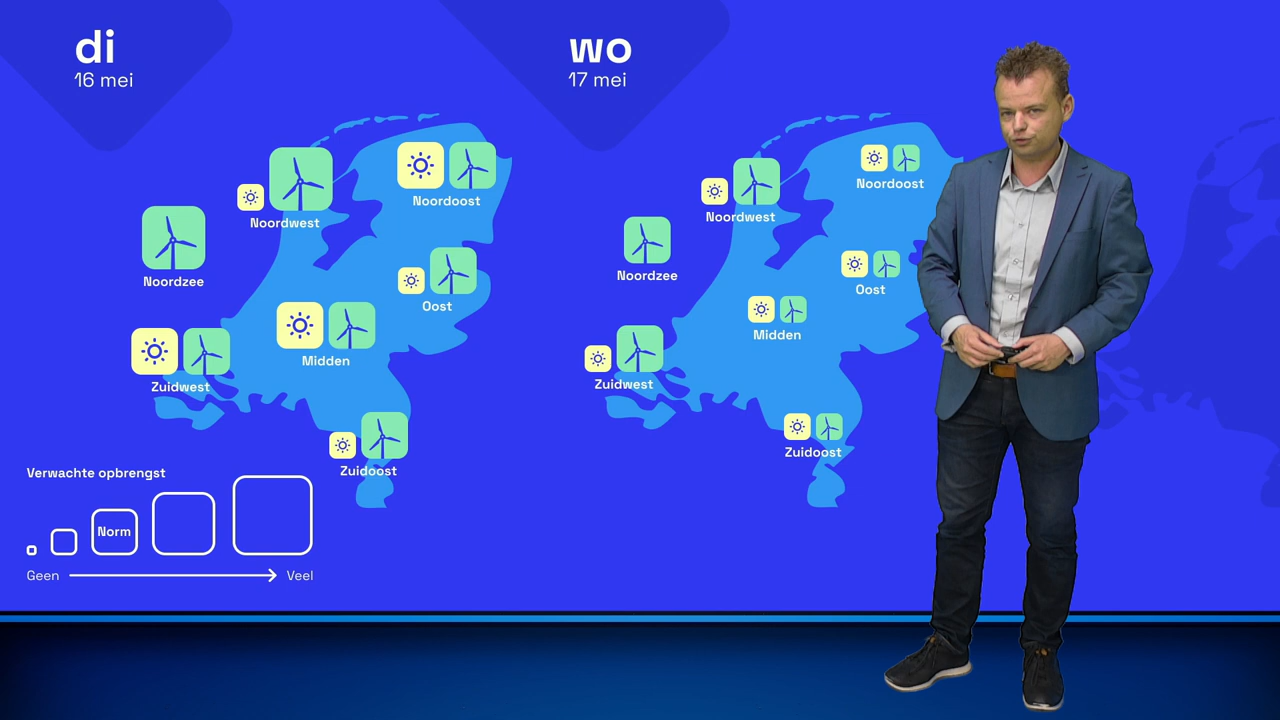 di
16 mei
wo
17 mei
Noordwest
Noordoost
Noordzee
Oost
Midden
Zuidwest
Zuidoost
Noordwest
Noordoost
Noordzee
Oost
Midden
Zuidwest
Zuidoost
Verwachte opbrengst
Norm
Geen
Veel